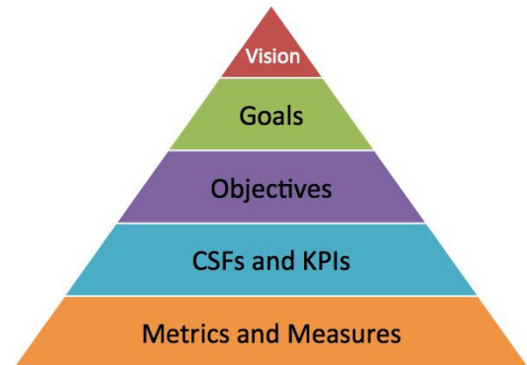 Vision
Goals
Objectives
CSFs and KPIs
Metrics and Measures